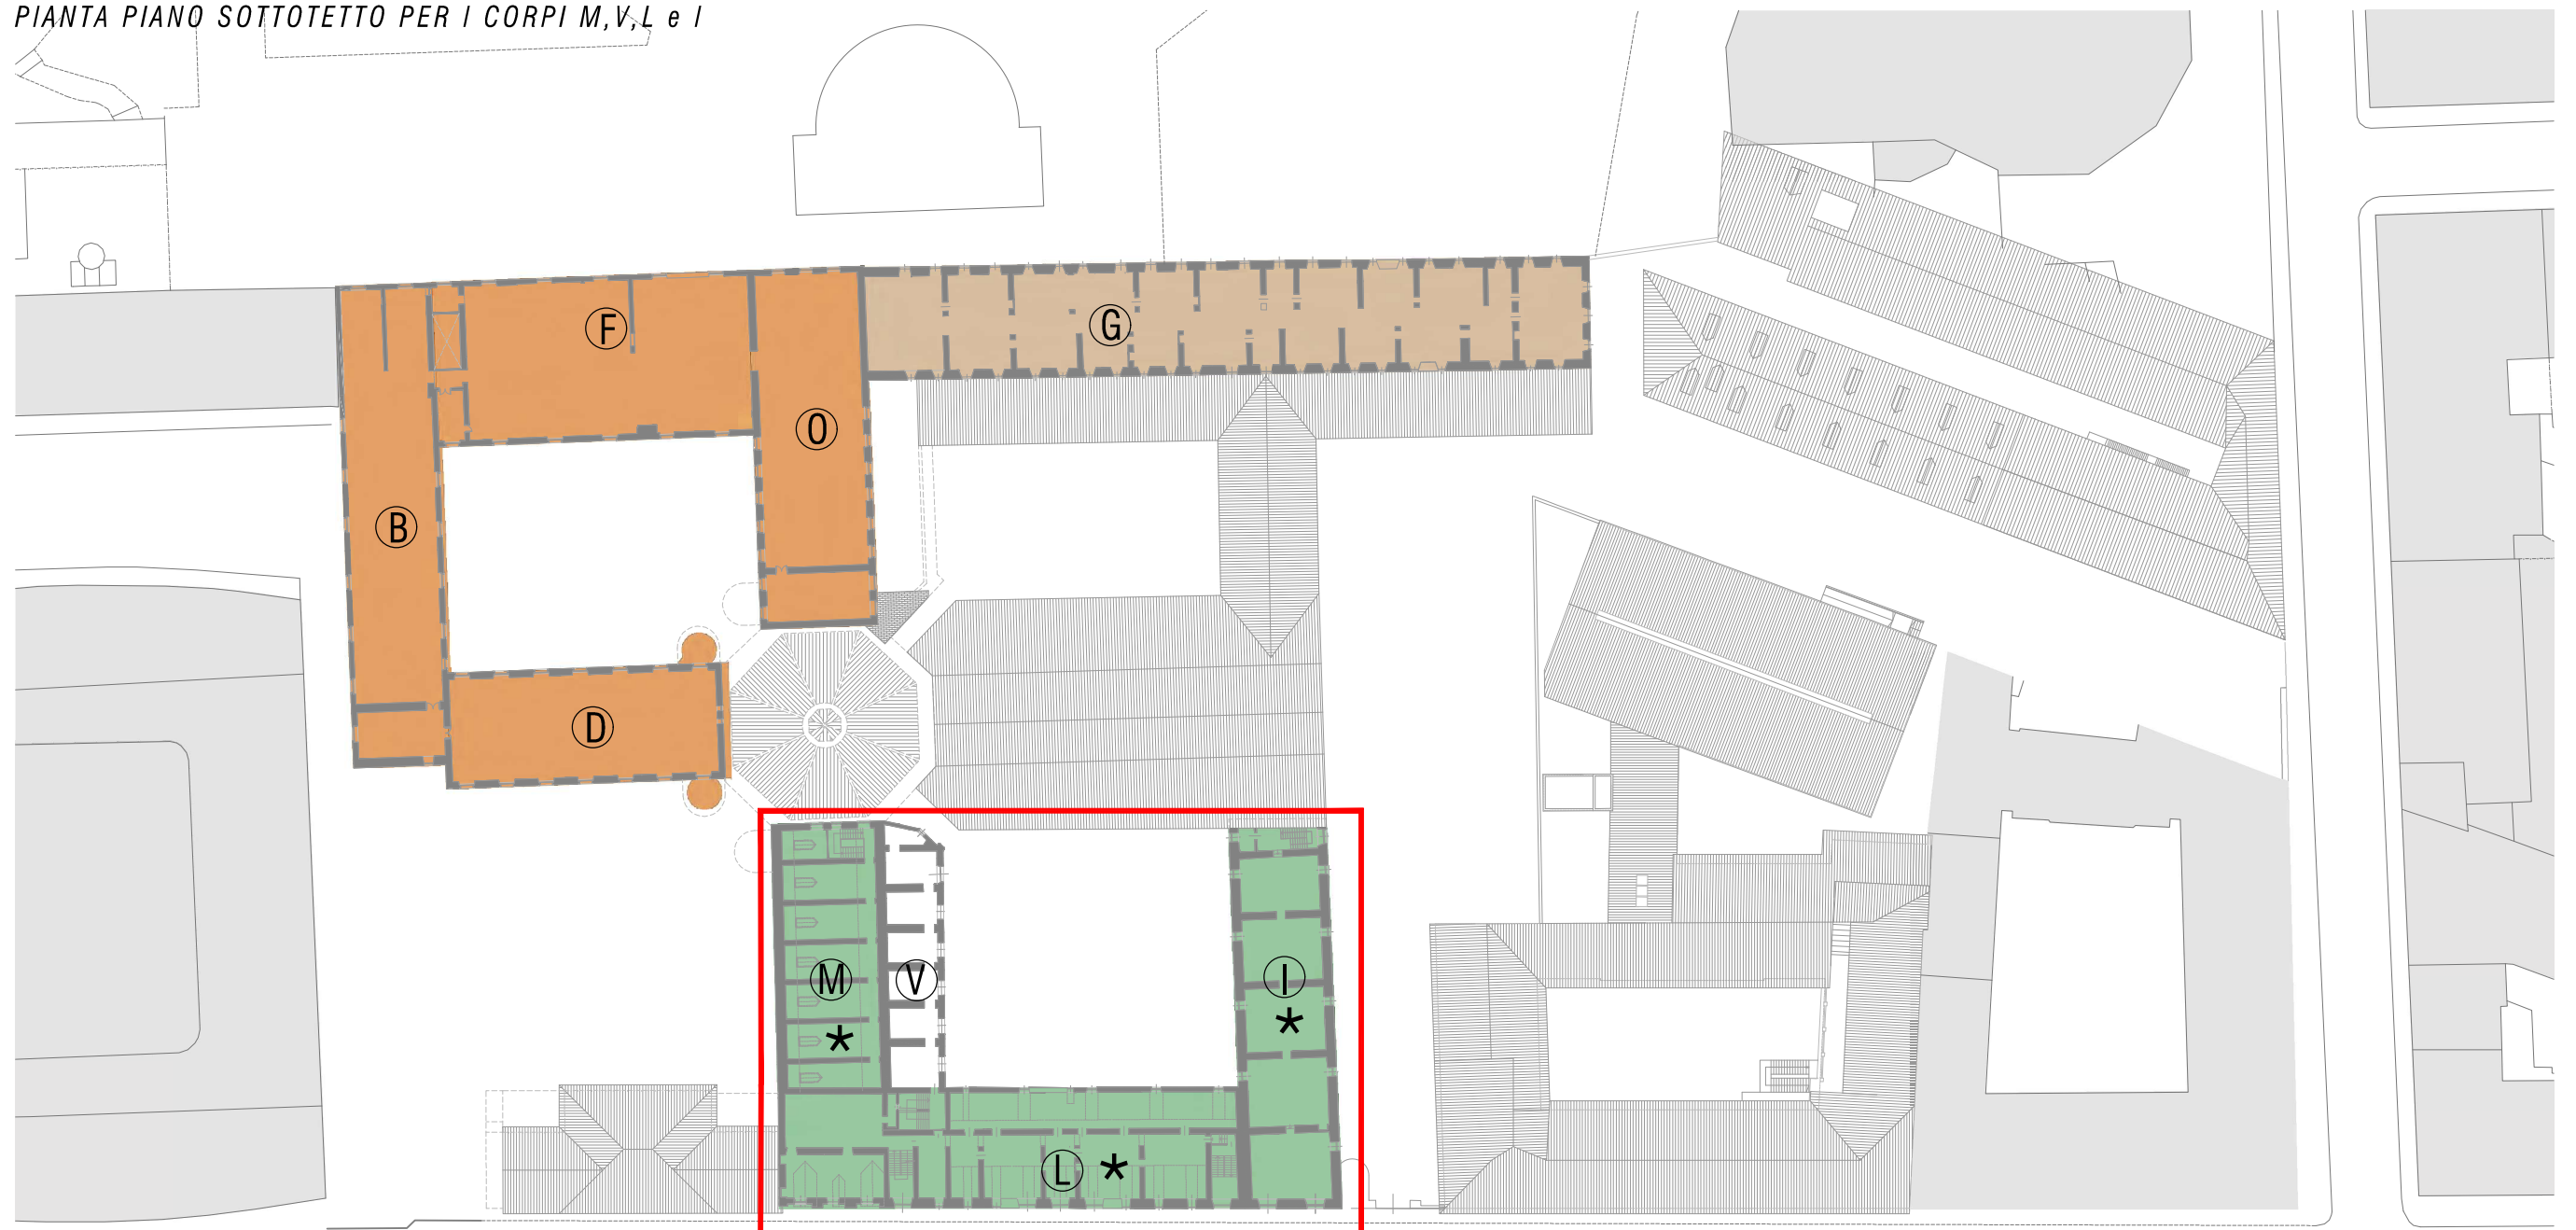 PIANTA PIANO SOTTOTETTO PER I CORPI M,V,L e I
F
G
O
B
D
M
V
I
*
*
L *